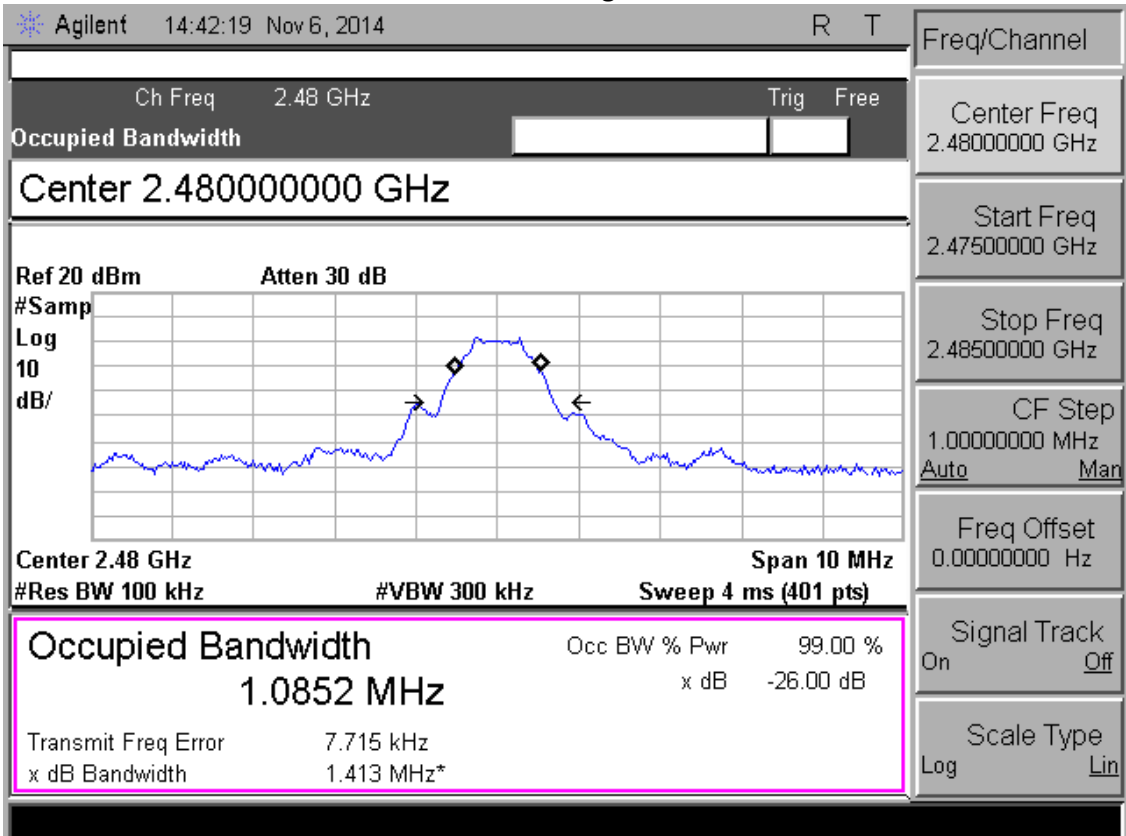 Agilent 14:42:19 Nov 6, 2014 R T
Freq/Channel
Ch Freq 2.48 GHz Trig Free
Occupied Bandwidth
Center 2.480000000 GHz
Ref 20 dBm Atten 30 dB
#Samp
Log
10
dB/
Center 2.48 GHz Span 10 MHz
#Res BW 100 kHz #VBW 300 kHz Sweep 4 ms (401 pts)
Occupied Bandwidth Occ BW % Pwr 99.00 %
1.0852 MHz x dB -26.00 dB
Transmit Freq Error 7.715 kHz
x dB Bandwidth 1.413 MHz*
Center Freq
2.48000000 GHz
Start Freq
2.47500000 GHz
Stop Freq
2.48500000 GHz
CF Step
1.00000000 MHz
Auto Man
Freq Offset
0.00000000 Hz
Signal Track
On Off
Scale Type
Log Lin